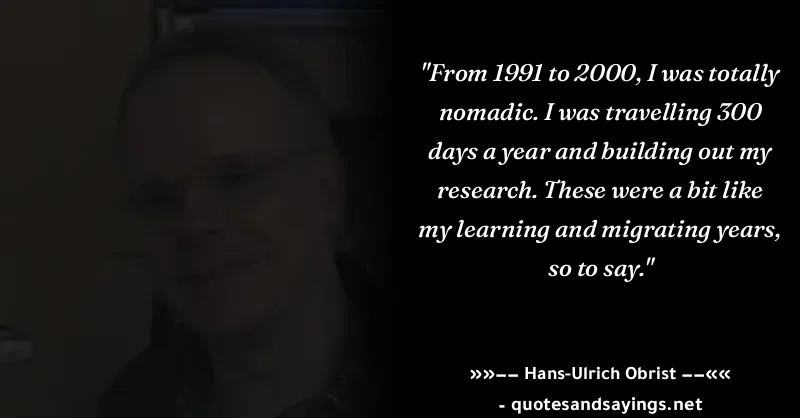 "From 1991 to 2000, I was totally
nomadic. I was travelling 300
days a year and building out my
research. These were a bit like
my learning and migrating years,
so to say."
»»–– Hans-Ulrich Obrist ––««
- quotesandsayings.net